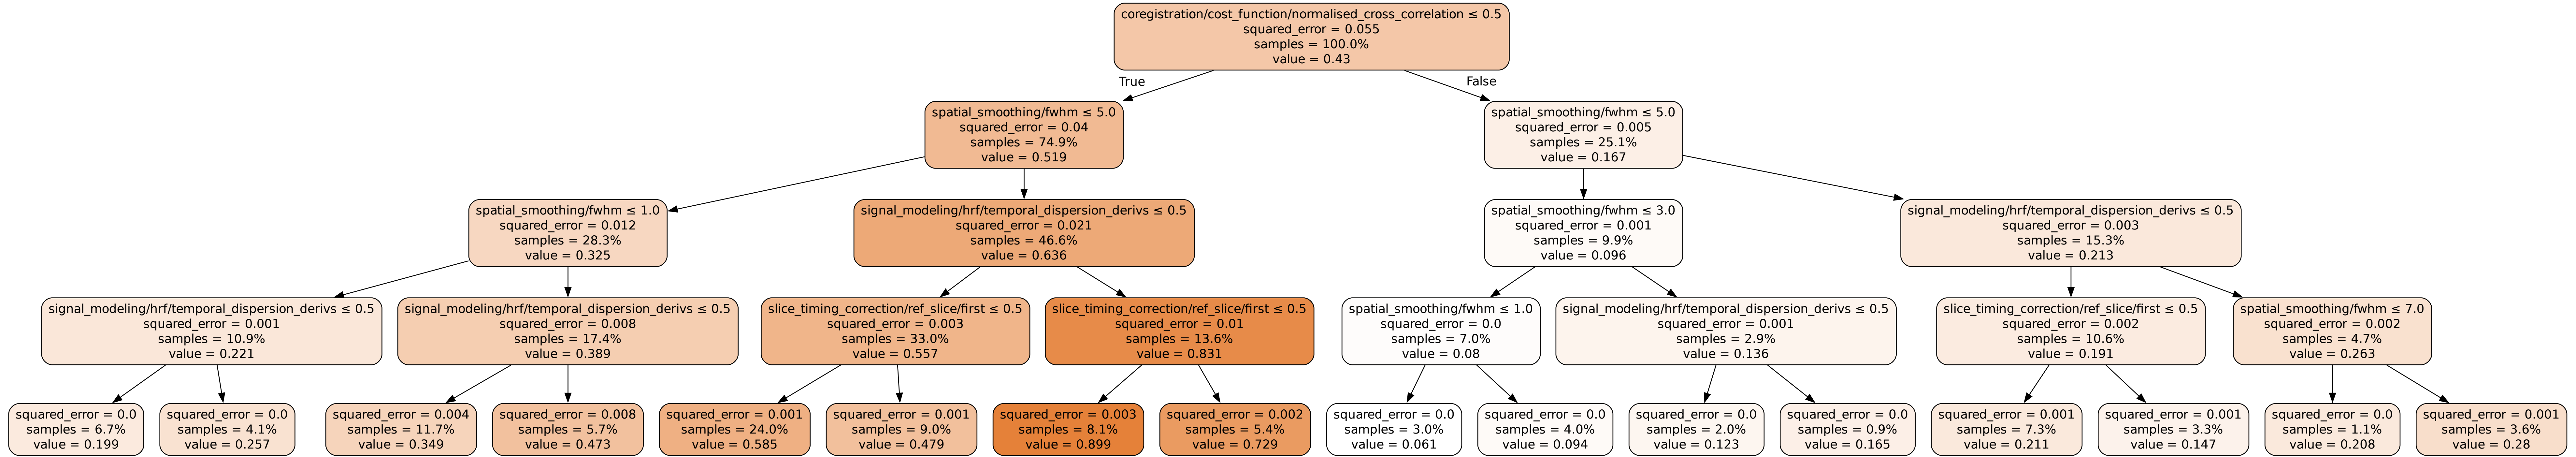 coregistration/cost_function/normalised_cross_correlation ≤ 0.5
squared_error = 0.055
samples = 100.0%
value = 0.43
True
False
spatial_smoothing/fwhm ≤ 5.0
squared_error = 0.04
samples = 74.9%
value = 0.519
spatial_smoothing/fwhm ≤ 5.0
squared_error = 0.005
samples = 25.1%
value = 0.167
spatial_smoothing/fwhm ≤ 1.0
squared_error = 0.012
samples = 28.3%
value = 0.325
signal_modeling/hrf/temporal_dispersion_derivs ≤ 0.5
squared_error = 0.021
samples = 46.6%
value = 0.636
spatial_smoothing/fwhm ≤ 3.0
squared_error = 0.001
samples = 9.9%
value = 0.096
signal_modeling/hrf/temporal_dispersion_derivs ≤ 0.5
squared_error = 0.003
samples = 15.3%
value = 0.213
signal_modeling/hrf/temporal_dispersion_derivs ≤ 0.5
squared_error = 0.001
samples = 10.9%
value = 0.221
signal_modeling/hrf/temporal_dispersion_derivs ≤ 0.5
squared_error = 0.008
samples = 17.4%
value = 0.389
slice_timing_correction/ref_slice/first ≤ 0.5
squared_error = 0.003
samples = 33.0%
value = 0.557
slice_timing_correction/ref_slice/first ≤ 0.5
squared_error = 0.01
samples = 13.6%
value = 0.831
spatial_smoothing/fwhm ≤ 1.0
squared_error = 0.0
samples = 7.0%
value = 0.08
signal_modeling/hrf/temporal_dispersion_derivs ≤ 0.5
squared_error = 0.001
samples = 2.9%
value = 0.136
slice_timing_correction/ref_slice/first ≤ 0.5
squared_error = 0.002
samples = 10.6%
value = 0.191
spatial_smoothing/fwhm ≤ 7.0
squared_error = 0.002
samples = 4.7%
value = 0.263
squared_error = 0.0
samples = 6.7%
value = 0.199
squared_error = 0.0
samples = 4.1%
value = 0.257
squared_error = 0.004
samples = 11.7%
value = 0.349
squared_error = 0.008
samples = 5.7%
value = 0.473
squared_error = 0.001
samples = 24.0%
value = 0.585
squared_error = 0.001
samples = 9.0%
value = 0.479
squared_error = 0.003
samples = 8.1%
value = 0.899
squared_error = 0.002
samples = 5.4%
value = 0.729
squared_error = 0.0
samples = 3.0%
value = 0.061
squared_error = 0.0
samples = 4.0%
value = 0.094
squared_error = 0.0
samples = 2.0%
value = 0.123
squared_error = 0.0
samples = 0.9%
value = 0.165
squared_error = 0.001
samples = 7.3%
value = 0.211
squared_error = 0.001
samples = 3.3%
value = 0.147
squared_error = 0.0
samples = 1.1%
value = 0.208
squared_error = 0.001
samples = 3.6%
value = 0.28